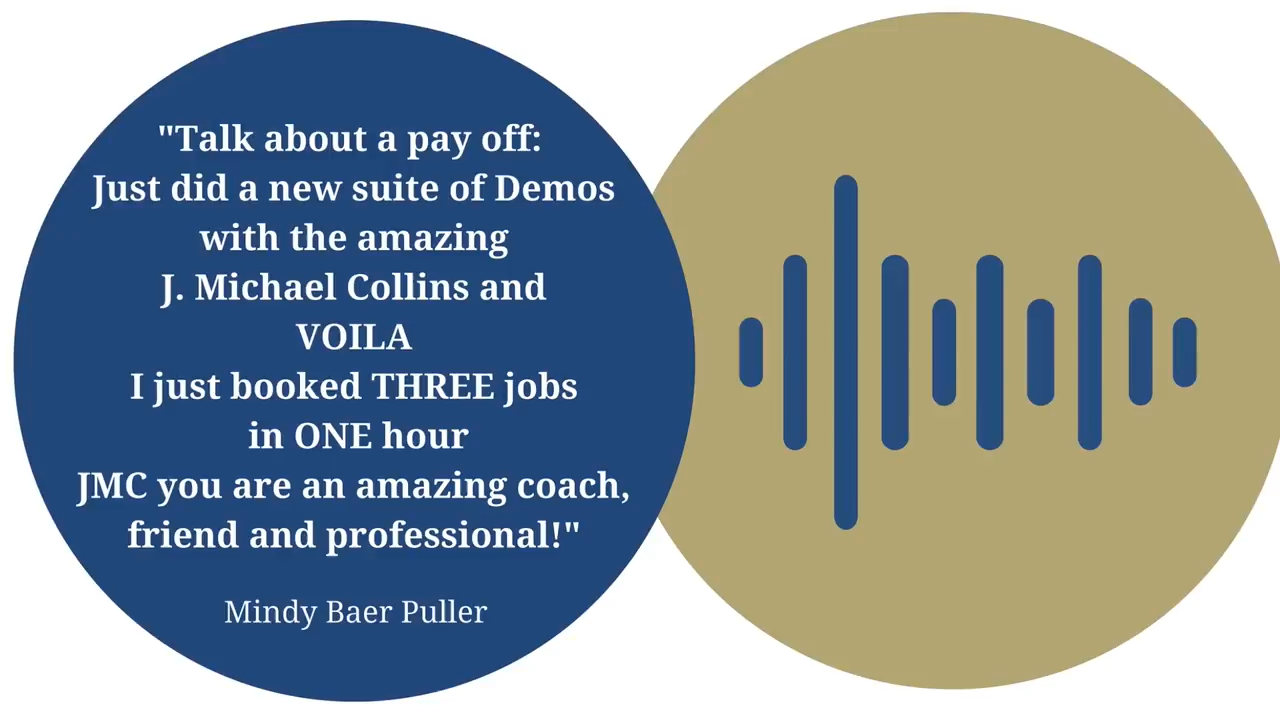 "Talk about a pay off:
Just did a new suite of Demos
with the amazing
J. Michael Collins and
VOILA
I just booked THREE jobs
in ONE hour
JMC you are an amazing coach,
friend and professional!"
Mindy Baer Puller